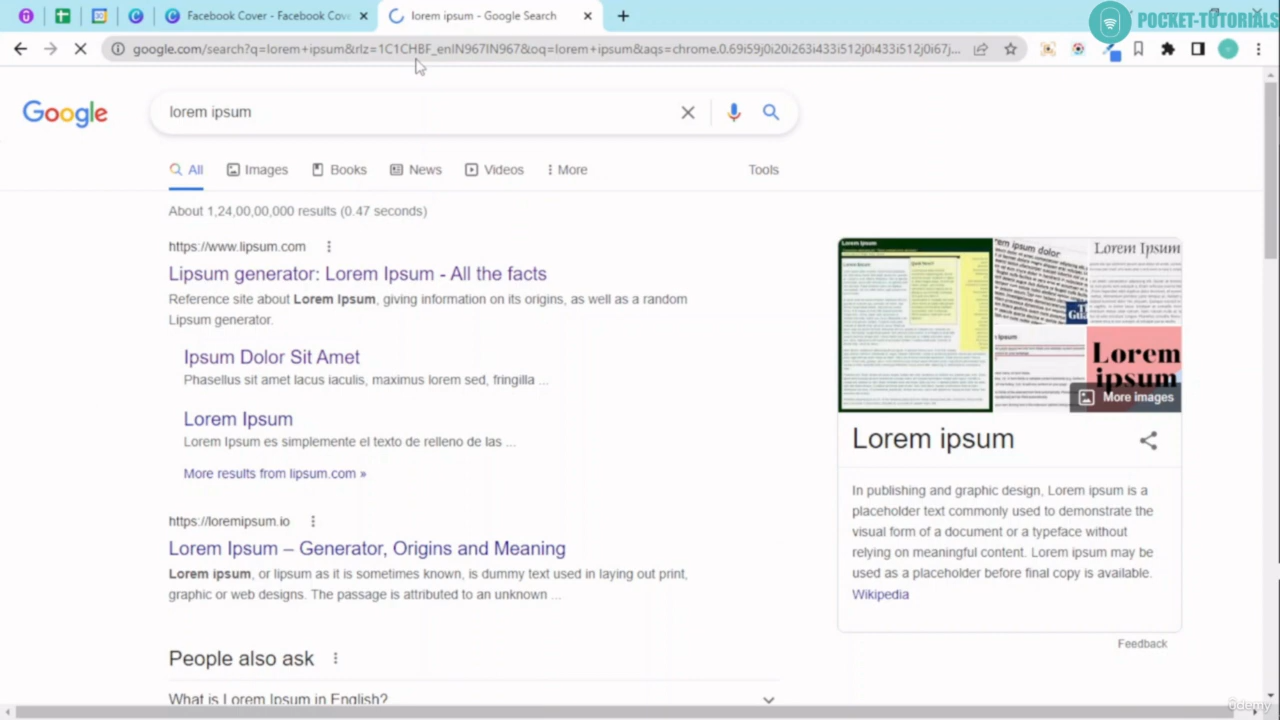 Facebook Cover - Facebook Cove
lorem ipsum - Google Search
POCKET-TUTORIALS
google.com/search?q=lorem+ipsum&rlz=1C1CHBF_enIN967IN967&oq=lorem+ipsum&aqs=chrome.0.69i59j0i20i263i433i512j0i433i512j0i67j...
Google
lorem ipsum
All
Images
Books
News
Videos
More
Tools
About 1,24,00,00,000 results (0.47 seconds)
https://www.lipsum.com
Lipsum generator: Lorem Ipsum - All the facts
Reference site about Lorem Ipsum, giving information on its origins, as well as a random
Lipsum generator.
Ipsum Dolor Sit Amet
Phasellus sit amet lacus iaculis, maximus lorem sed, fringilla ...
Lorem Ipsum
Lorem Ipsum es simplemente el texto de relleno de las ...
More results from lipsum.com »
https://loremipsum.io
Lorem Ipsum – Generator, Origins and Meaning
Lorem ipsum, or lipsum as it is sometimes known, is dummy text used in laying out print,
graphic or web designs. The passage is attributed to an unknown ...
People also ask
What is Lorem Ipsum in English?
Lorem Ipsum
Lorem
ipsum
More images
Lorem ipsum
In publishing and graphic design, Lorem ipsum is a
placeholder text commonly used to demonstrate the
visual form of a document or a typeface without
relying on meaningful content. Lorem ipsum may be
used as a placeholder before final copy is available.
Wikipedia
Feedback
ûdemy